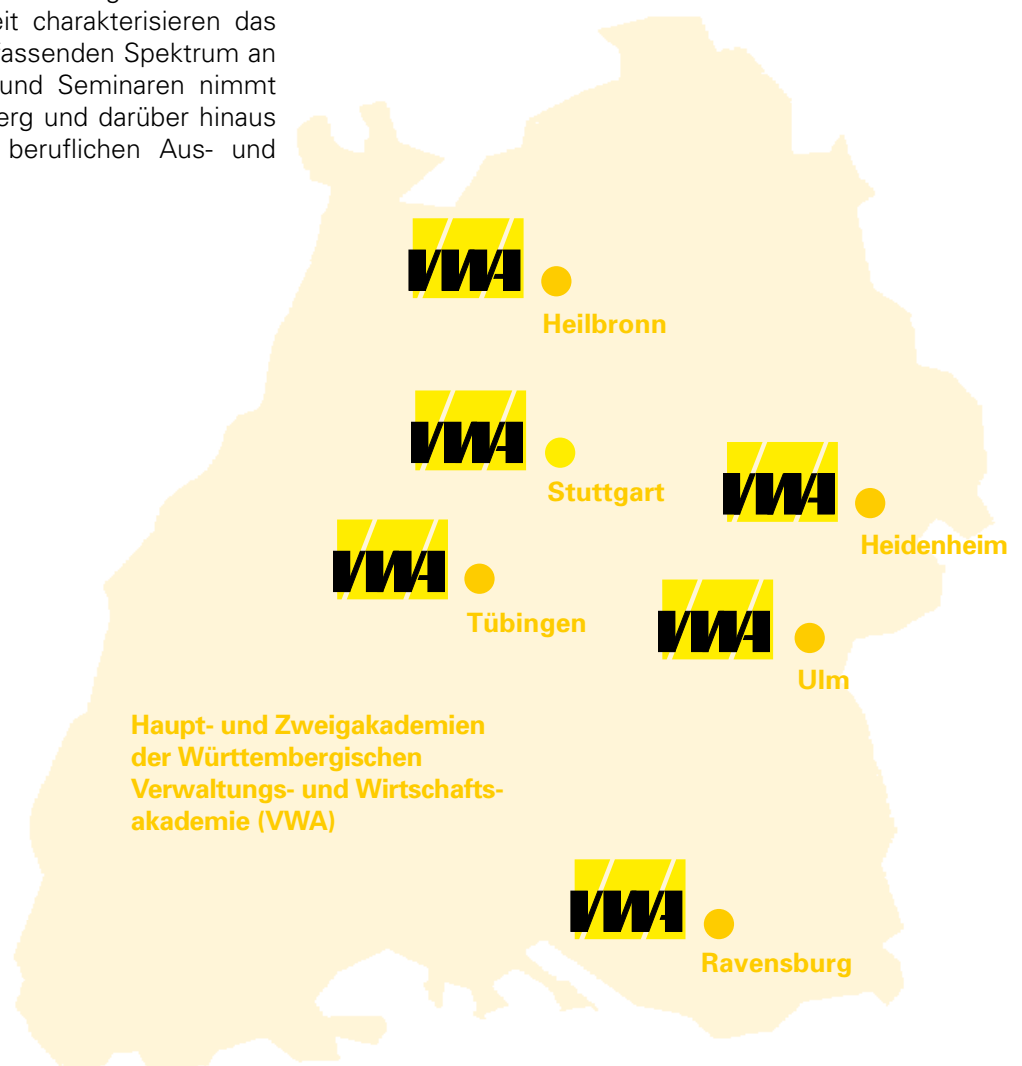 eit charakterisieren das
assenden Spektrum an
und Seminaren nimmt
erg und darüber hinaus
beruflichen Aus- und
VWA
Heilbronn
VWA
Stuttgart
VWA
Heidenheim
VWA
Tübingen
VWA
Ulm
Haupt- und Zweigakademien
der Württembergischen
Verwaltungs- und Wirtschafts-
akademie (VWA)
VWA
Ravensburg